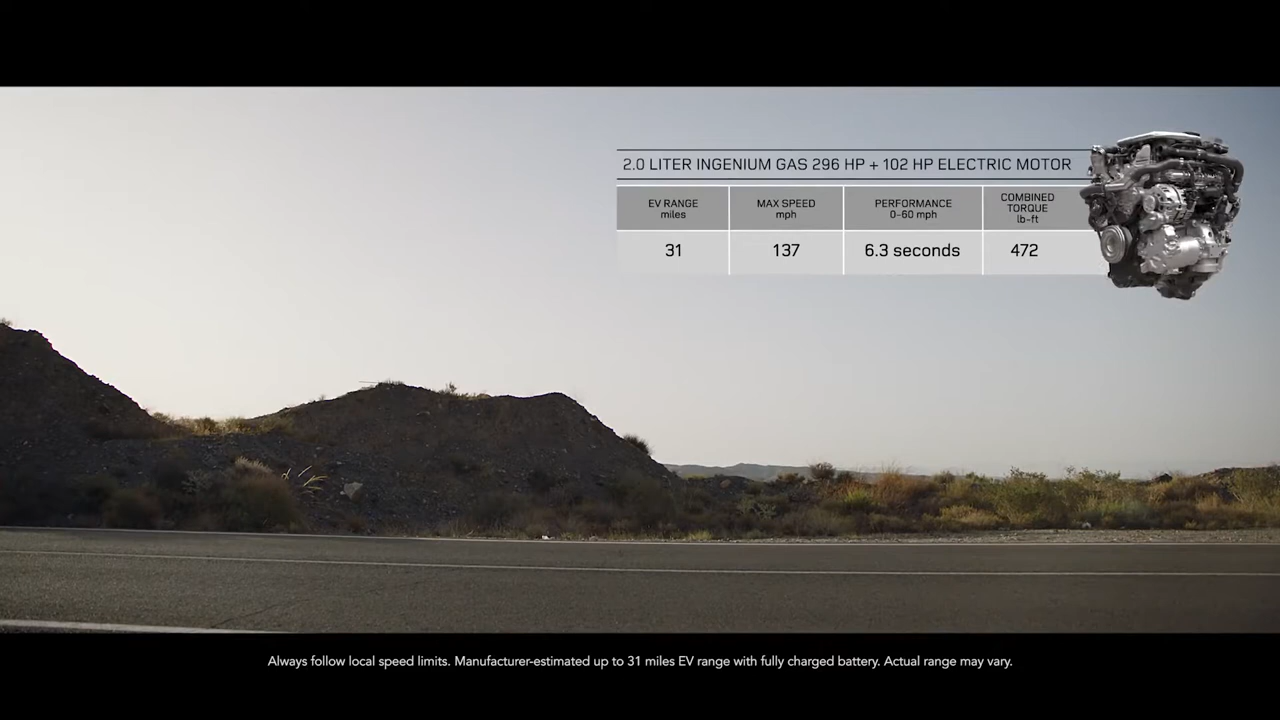 2.0 LITER INGENIUM GAS 296 HP + 102 HP ELECTRIC MOTOR
EV RANGE
miles
MAX SPEED
mph
PERFORMANCE
0-60 mph
COMBINED
TORQUE
lb-ft
31
137
6.3 seconds
472
Always follow local speed limits. Manufacturer-estimated up to 31 miles EV range with fully charged battery. Actual range may vary.